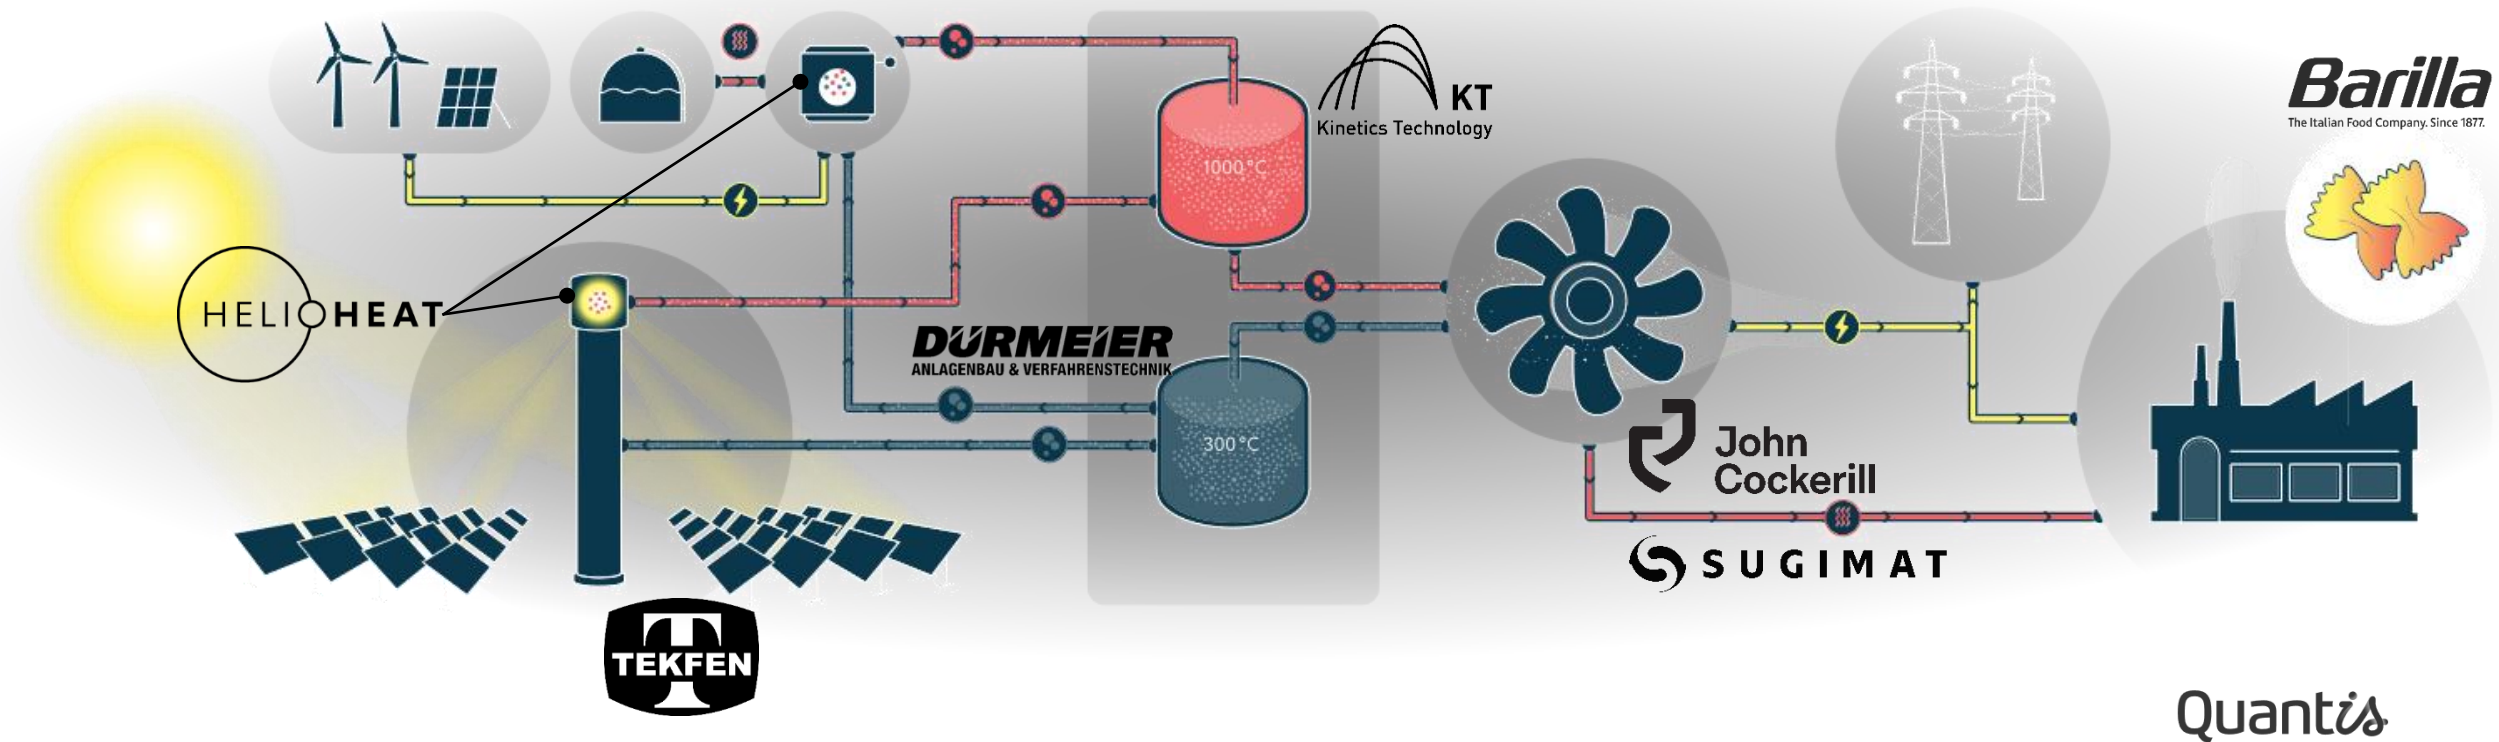 KT
Kinetics Technology
Barilla
The Italian Food Company. Since 1877.
1000°C
HELIOHEAT
DÜRMEIER
ANLAGENBAU & VERFAHRENSTECHNIK
300°C
John
Cockerill
SUGIMAT
TEKFEN
Quantis